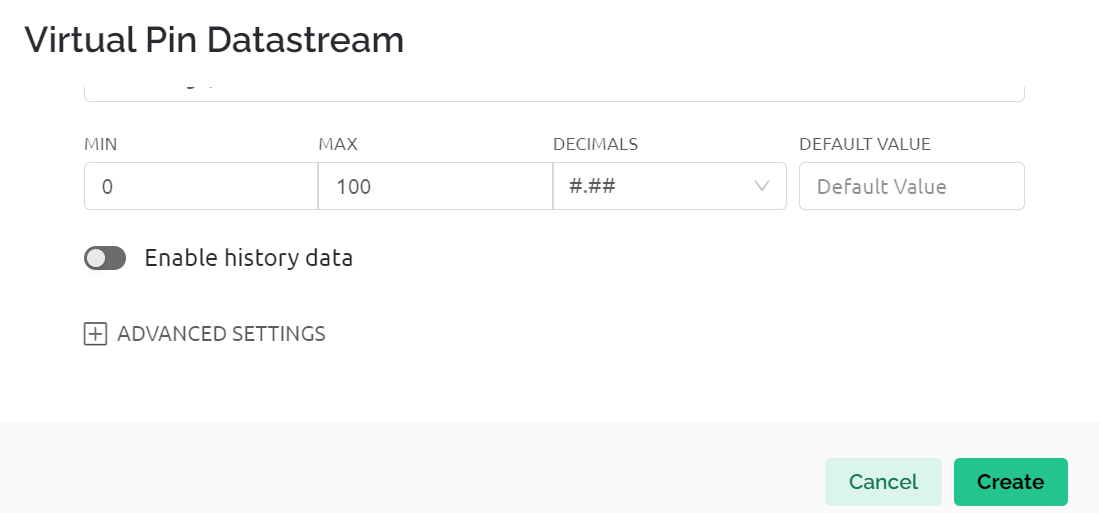 Virtual Pin Datastream
MIN MAX DECIMALS DEFAULT VALUE
0 100 #.## Default Value
Enable history data
ADVANCED SETTINGS
Cancel Create